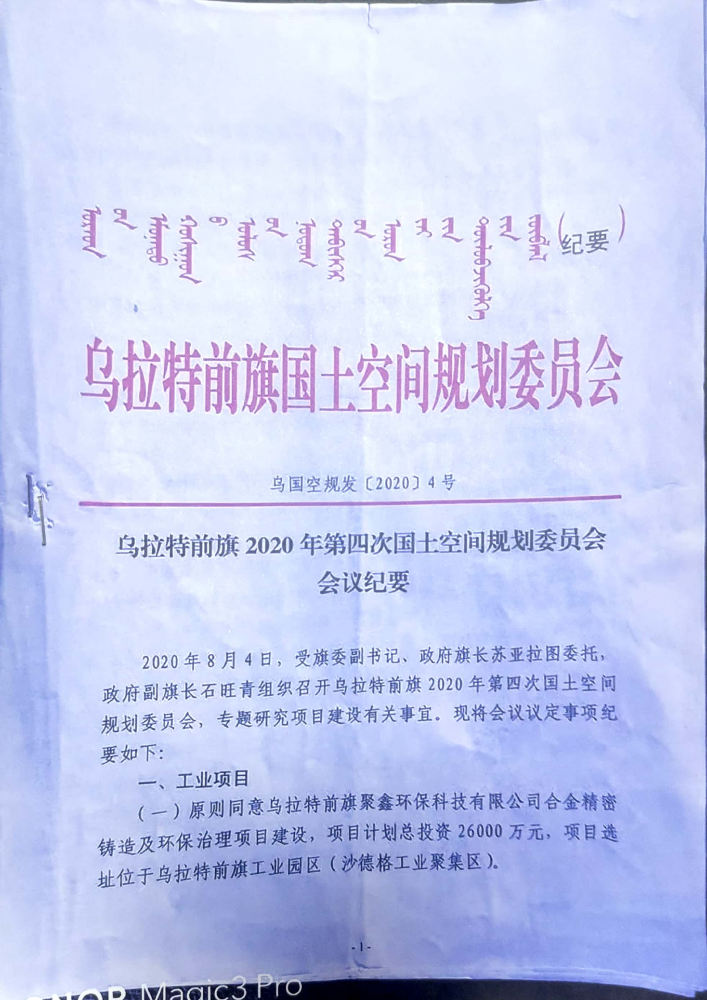 (纪要)
乌拉特前旗国土空间规划委员会
乌国空规发〔2020〕4号
乌拉特前旗 2020 年第四次国土空间规划委员会
会议纪要
2020 年 8 月 4 日，受旗委副书记、政府旗长苏亚拉图委托，
政府副旗长石旺青组织召开乌拉特前旗 2020 年第四次国土空间
规划委员会，专题研究项目建设有关事宜。现将会议议定事项纪
要如下：
一、工业项目
（一）原则同意乌拉特前旗聚鑫环保科技有限公司合金精密
铸造及环保治理项目建设，项目计划总投资 26000 万元，项目选
址位于乌拉特前旗工业园区（沙德格工业聚集区）。
- 1 -
Magic3 Pro